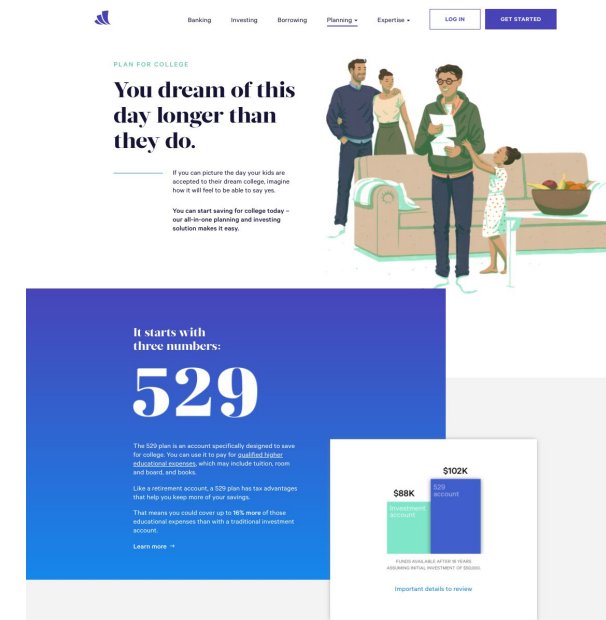 Banking Investing Borrowing Planning Expertise LOG IN GET STARTED
PLAN FOR COLLEGE
You dream of this
day longer than
they do.
If you can picture the day your kids are
accepted to their dream college, imagine
how it will feel to be able to say yes.
You can start saving for college today –
our all-in-one planning and investing
solution makes it easy.
It starts with
three numbers:
529
The 529 plan is an account specifically designed to save
for college. You can use it to pay for qualified higher
educational expenses, which may include tuition, room
and board, and books.
Like a retirement account, a 529 plan has tax advantages
that help you keep more of your savings.
That means you could cover up to 16% more of those
educational expenses than with a traditional investment
account.
Learn more →
$102K
$88K
529
account
Investment
account
FUNDS AVAILABLE AFTER 18 YEARS
ASSUMING INITIAL INVESTMENT OF
Important details to review